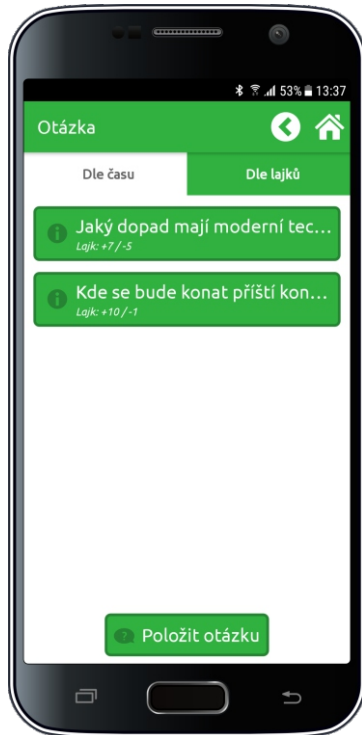 53% 13:37
Otázka
Dle času
Dle lajků
Jaký dopad mají moderní tec...
Lajk: +7 / -5
Kde se bude konat příští kon...
Lajk: +10 / -1
Položit otázku